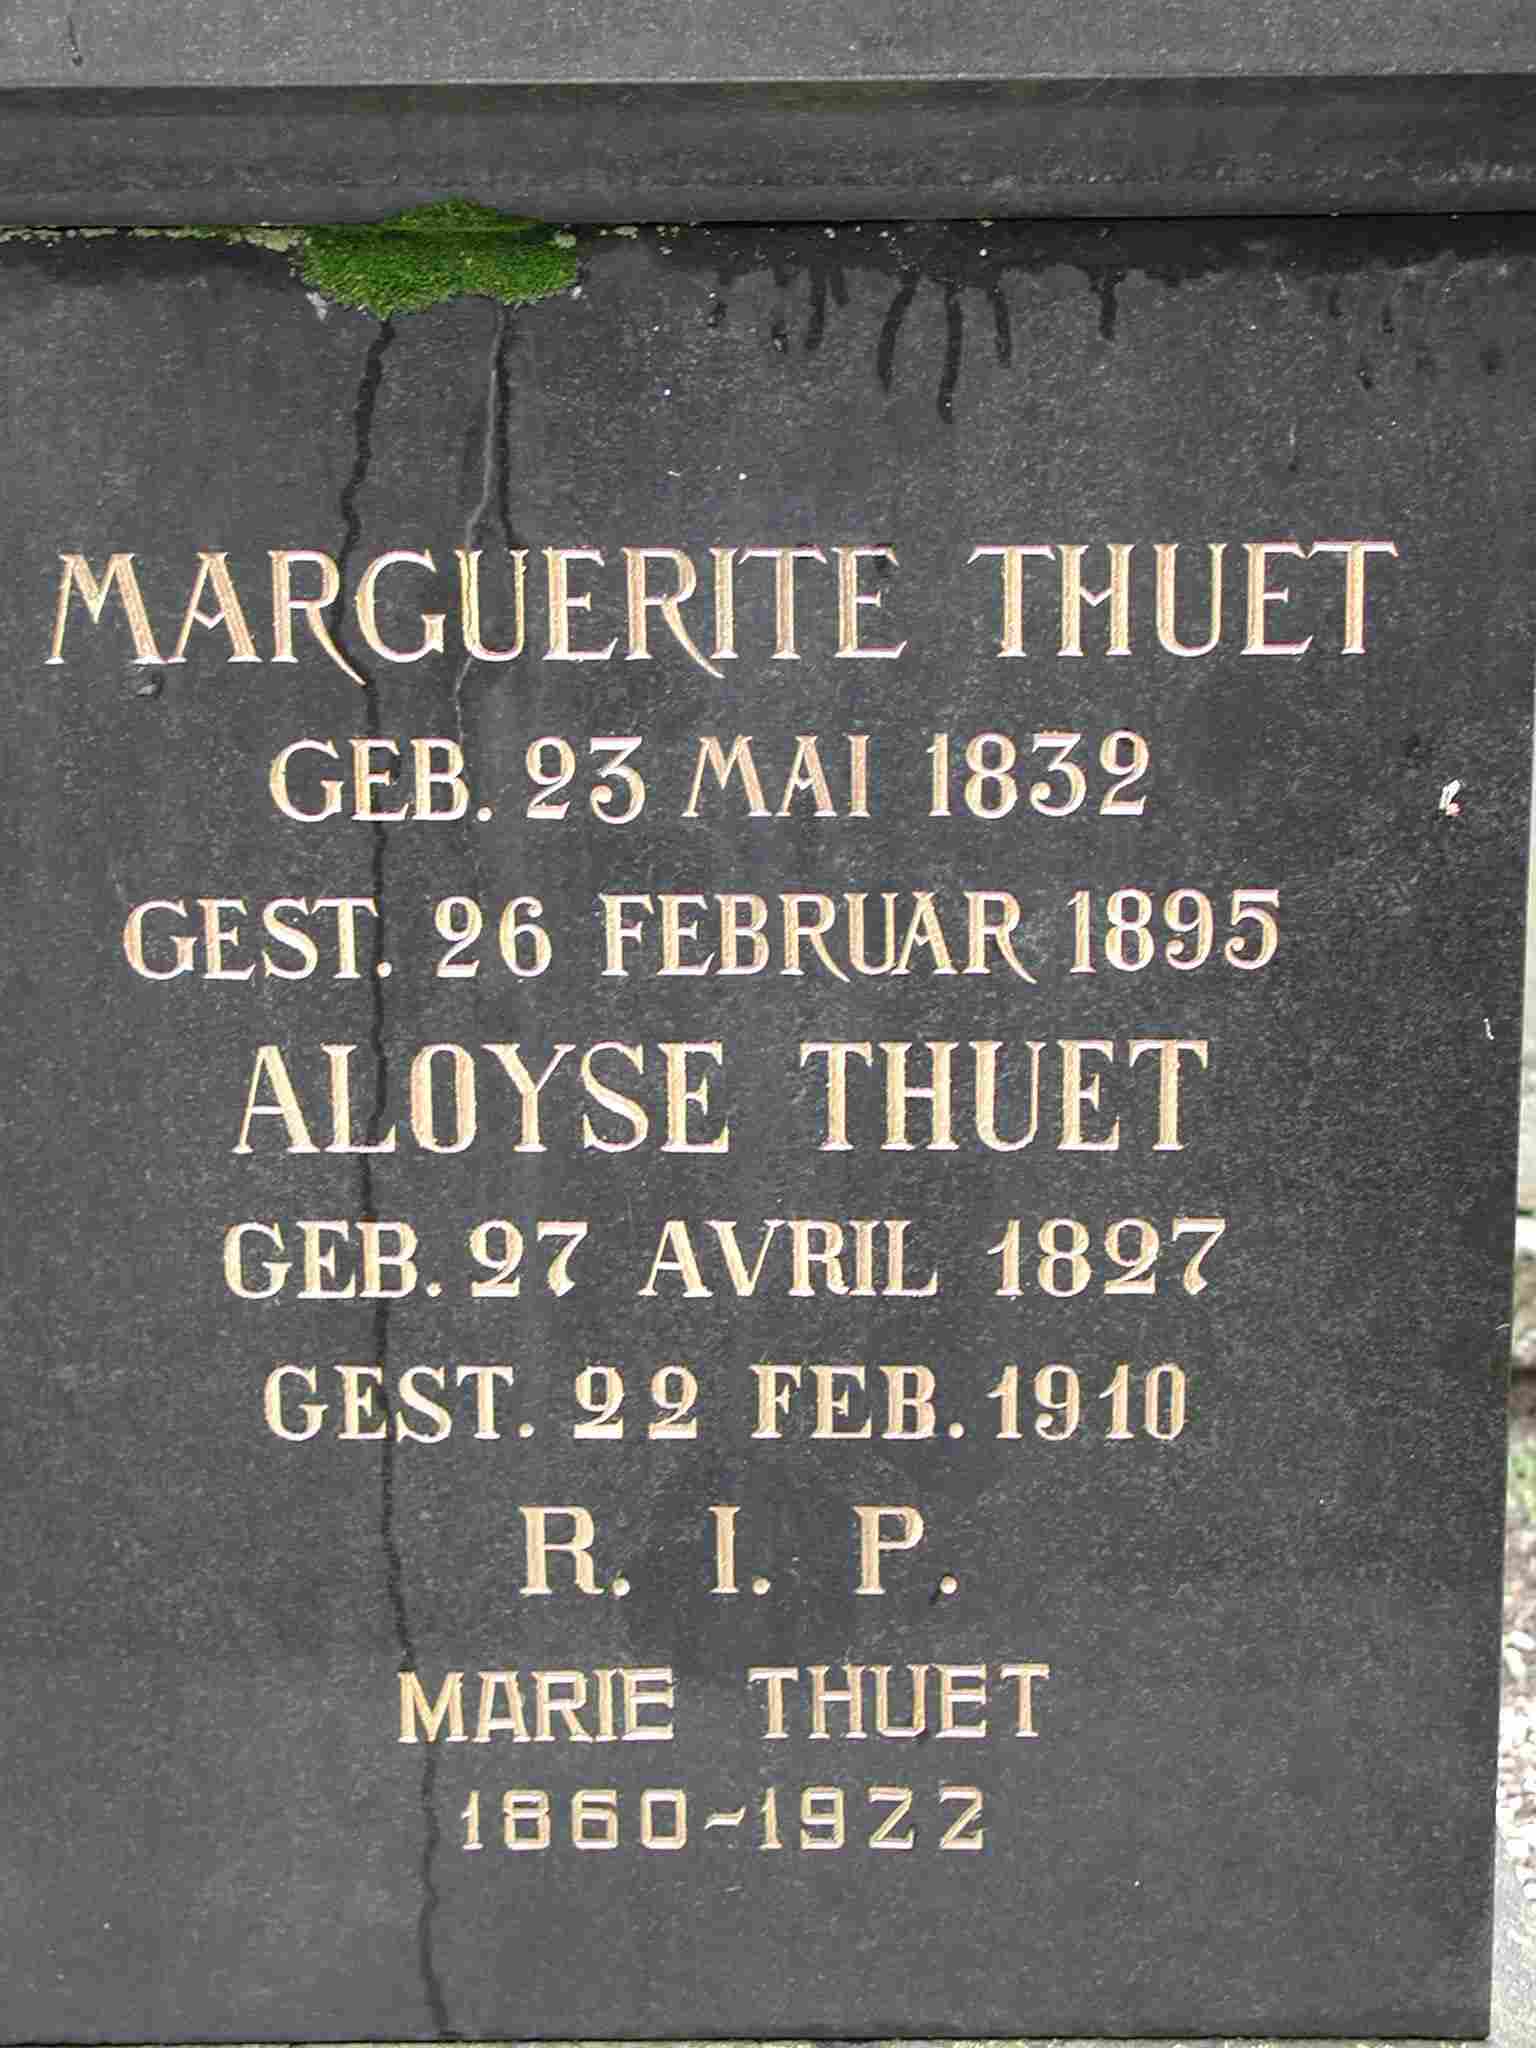 MARGUERITE THUET
GEB. 23 MAI 1832
GEST. 26 FEBRUAR 1895
ALOYSE THUET
GEB. 27 AVRIL 1827
GEST. 22 FEB. 1910
R. I. P.
MARIE THUET
1860-1922